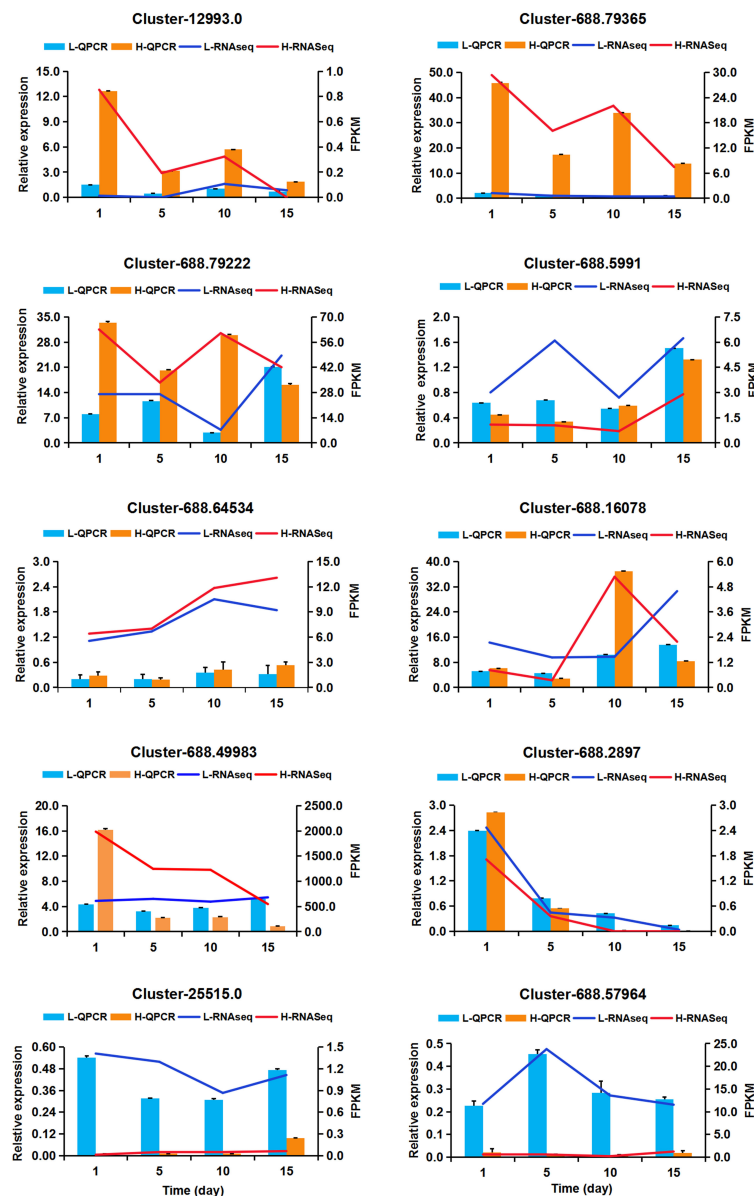 Cluster-12993.0
L-QPCR H-QPCR L-RNAseq H-RNASeq
Relative expression
15.0
12.0
9.0
6.0
3.0
0.0
1.0
0.8
0.6
0.4
0.2
0.0
FPKM
1 5 10 15
Cluster-688.79365
L-QPCR H-QPCR L-RNAseq H-RNASeq
Relative expression
50.0
40.0
30.0
20.0
10.0
0.0
30.0
24.0
18.0
12.0
6.0
0.0
FPKM
1 5 10 15
Cluster-688.79222
L-QPCR H-QPCR L-RNAseq H-RNASeq
Relative expression
35.0
28.0
21.0
14.0
7.0
0.0
70.0
56.0
42.0
28.0
14.0
0.0
FPKM
1 5 10 15
Cluster-688.5991
L-QPCR H-QPCR L-RNAseq H-RNASeq
Relative expressiom
2.0
1.6
1.2
0.8
0.4
0.0
7.5
6.0
4.5
3.0
1.5
0.0
FPKM
1 5 10 15
Cluster-688.64534
L-QPCR H-QPCR L-RNAseq H-RNASeq
Relative expression
3.0
2.4
1.8
1.2
0.6
0.0
15.0
12.0
9.0
6.0
3.0
0.0
FPKM
1 5 10 15
Cluster-688.16078
L-QPCR H-QPCR L-RNAseq H-RNASeq
Relative expression
40.0
32.0
24.0
16.0
8.0
0.0
6.0
4.8
3.6
2.4
1.2
0.0
FPKM
1 5 10 15
Cluster-688.49983
L-QPCR H-QPCR L-RNAseq H-RNASeq
Relative expression
20.0
16.0
12.0
8.0
4.0
0.0
2500.0
2000.0
1500.0
1000.0
500.0
0.0
FPKM
1 5 10 15
Cluster-688.2897
L-QPCR H-QPCR L-RNAseq H-RNASeq
Relative expression
3.0
2.4
1.8
1.2
0.6
0.0
3.0
2.4
1.8
1.2
0.6
0.0
FPKM
1 5 10 15
Cluster-25515.0
L-QPCR H-QPCR L-RNAseq H-RNASeq
Relative expression
0.60
0.48
0.36
0.24
0.12
0.00
1.5
1.2
0.9
0.6
0.3
0.0
FPKM
1 5 10 15
Time (day)
Cluster-688.57964
L-QPCR H-QPCR L-RNAseq H-RNASeq
Relative expression
0.5
0.4
0.3
0.2
0.1
0.0
25.0
20.0
15.0
10.0
5.0
0.0
FPKM
1 5 10 15
Time (day)